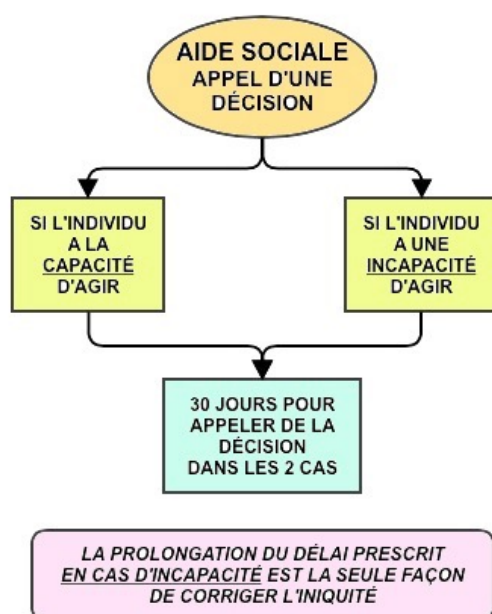 AIDE SOCIALE
APPEL D'UNE
DÉCISION
SI L'INDIVIDU
A LA
CAPACITÉ
D'AGIR
SI L'INDIVIDU
A UNE
INCAPACITÉ
D'AGIR
30 JOURS POUR
APPELER DE LA
DÉCISION
DANS LES 2 CAS
LA PROLONGATION DU DÉLAI PRESCRIT
EN CAS D'INCAPACITÉ EST LA SEULE FAÇON
DE CORRIGER L'INIQUITÉ